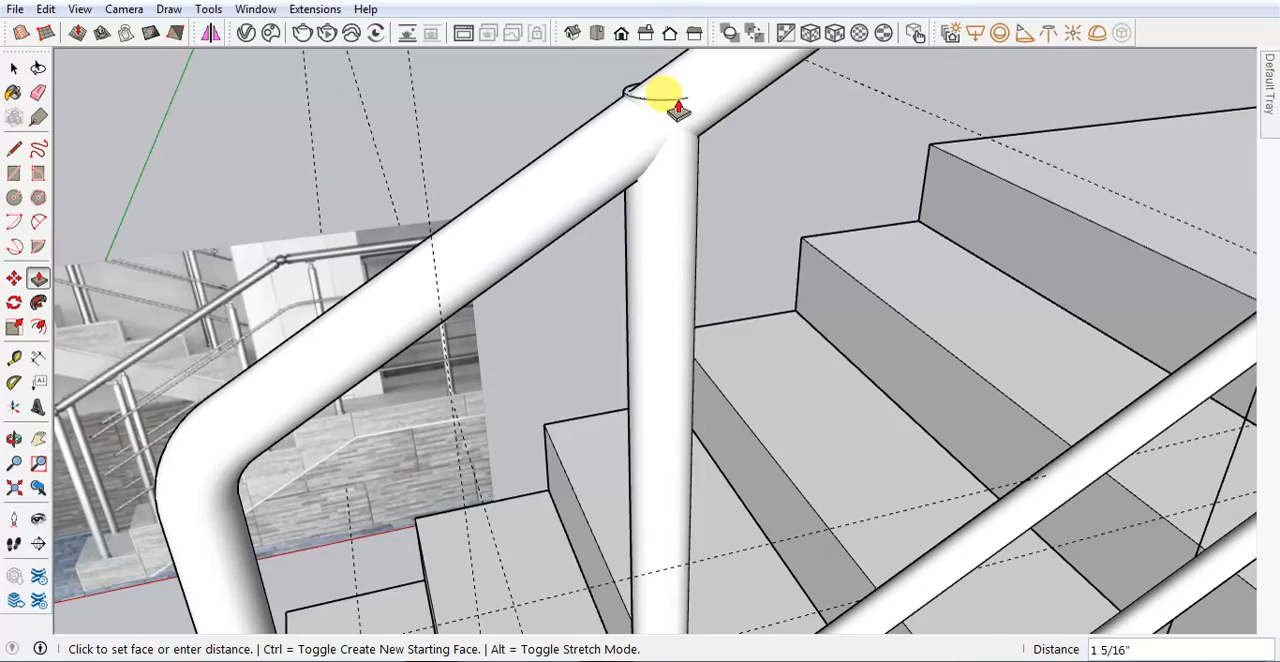 File Edit View Camera Draw Tools Window Extensions Help
Default Tray
A1
Click to set face or enter distance. | Ctrl = Toggle Create New Starting Face. | Alt = Toggle Stretch Mode.
Distance 1 5/16"